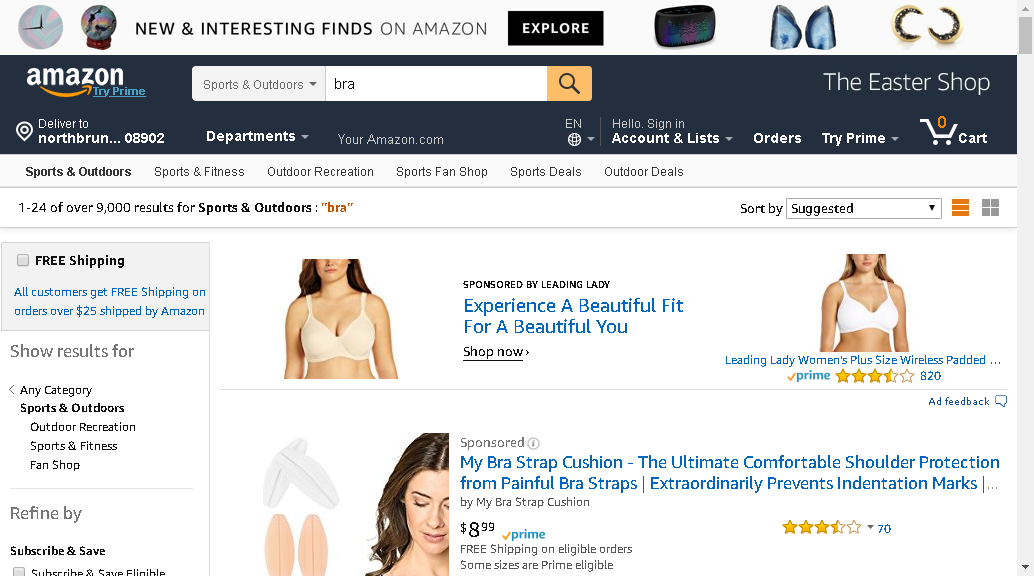 NEW & INTERESTING FINDS ON AMAZON EXPLORE
amazon
Try Prime
Sports & Outdoors bra
The Easter Shop
Deliver to
northbrun... 08902
Departments
Your Amazon.com
EN
Hello. Sign in
Account & Lists
Orders
Try Prime
0
Cart
Sports & Outdoors Sports & Fitness Outdoor Recreation Sports Fan Shop Sports Deals Outdoor Deals
1-24 of over 9,000 results for Sports & Outdoors : "bra"
Sort by Suggested
FREE Shipping
All customers get FREE Shipping on
orders over $25 shipped by Amazon
Show results for
Any Category
Sports & Outdoors
Outdoor Recreation
Sports & Fitness
Fan Shop
Refine by
Subscribe & Save
Subscribe & Save Eligible
SPONSORED BY LEADING LADY
Experience A Beautiful Fit
For A Beautiful You
Shop now ›
Leading Lady Women's Plus Size Wireless Padded ...
prime 820
Ad feedback
Sponsored
My Bra Strap Cushion - The Ultimate Comfortable Shoulder Protection
from Painful Bra Straps | Extraordinarily Prevents Indentation Marks |...
by My Bra Strap Cushion
$8 99 prime
70
FREE Shipping on eligible orders
Some sizes are Prime eligible